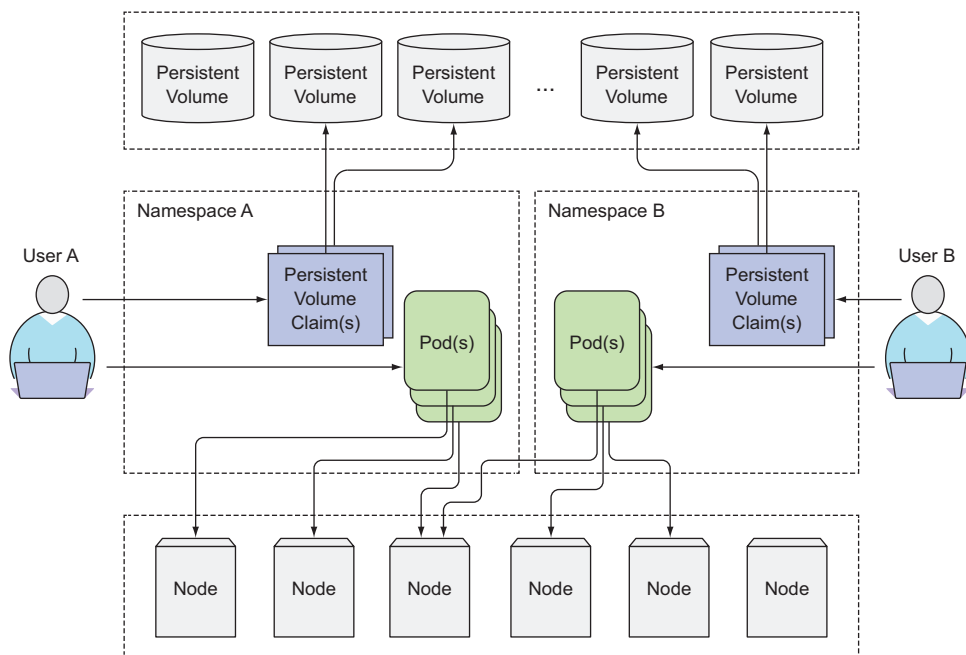 Persistent
Volume
Persistent
Volume
Persistent
Volume
...
Persistent
Volume
Persistent
Volume
Namespace A
Namespace B
User A
Persistent
Volume
Claim(s)
Pod(s)
Pod(s)
Persistent
Volume
Claim(s)
User B
Node
Node
Node
Node
Node
Node